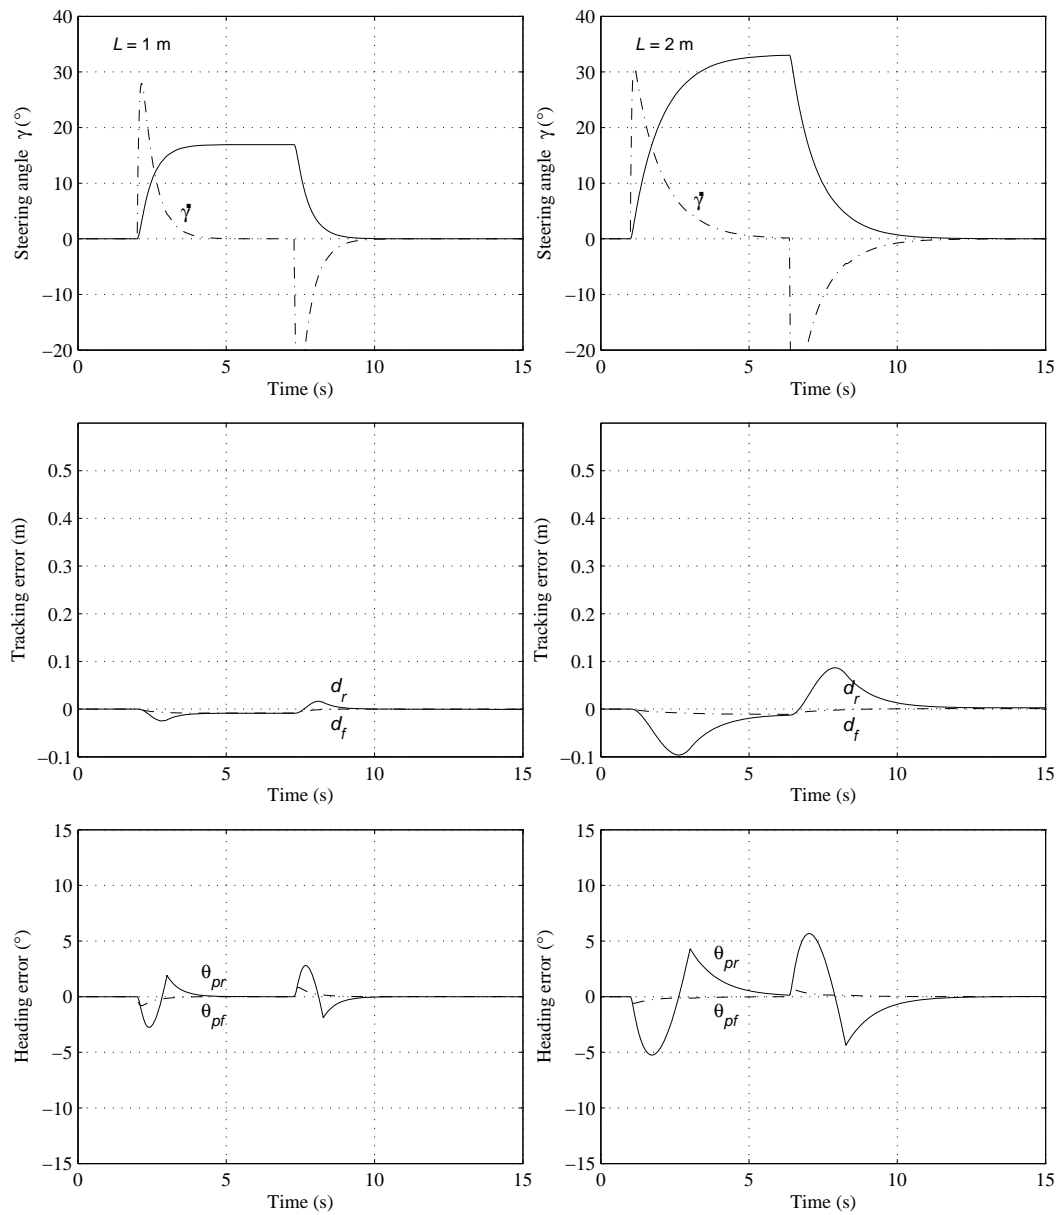 L = 1 m
Steering angle γ (°)
40
30
20
10
0
−10
−20
γ̇
0 5 10 15
Time (s)
L = 2 m
Steering angle γ (°)
40
30
20
10
0
−10
−20
γ̇
0 5 10 15
Time (s)
Tracking error (m)
0.5
0.4
0.3
0.2
0.1
0
−0.1
d_r
d_f
0 5 10 15
Time (s)
Tracking error (m)
0.5
0.4
0.3
0.2
0.1
0
−0.1
d_r
d_f
0 5 10 15
Time (s)
Heading error (°)
15
10
5
0
−5
−10
−15
θ_pr
θ_pf
0 5 10 15
Time (s)
Heading error (°)
15
10
5
0
−5
−10
−15
θ_pr
θ_pf
0 5 10 15
Time (s)